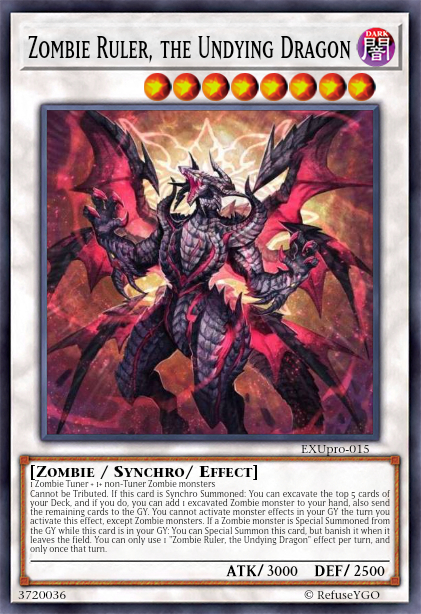 ZOMBIE RULER, THE UNDYING DRAGON
DARK
闇
EXUpro-015
[ZOMBIE / SYNCHRO/ EFFECT]
1 Zombie Tuner + 1+ non-Tuner Zombie monsters
Cannot be Tributed. If this card is Synchro Summoned: You can excavate the top 5 cards of
your Deck, and if you do, you can add 1 excavated Zombie monster to your hand, also send
the remaining cards to the GY. You cannot activate monster effects in your GY the turn you
activate this effect, except Zombie monsters. If a Zombie monster is Special Summoned from
the GY while this card is in your GY: You can Special Summon this card, but banish it when it
leaves the field. You can only use 1 "Zombie Ruler, the Undying Dragon" effect per turn, and
only once that turn.
ATK/ 3000 DEF/ 2500
3720036
© RefuseYGO